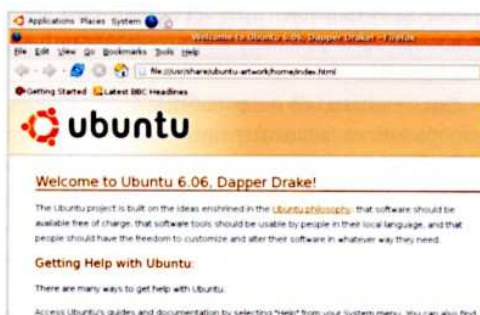 Applications Places System
Welcome to Ubuntu 6.06, Dapper Drake! - Firefox
File Edit View Go Bookmarks Tools Help
file:///usr/share/ubuntu-artwork/home/index.html
Getting Started Latest BBC Headlines
ubuntu
Welcome to Ubuntu 6.06, Dapper Drake!
The Ubuntu project is built on the ideas enshrined in the Ubuntu philosophy: that software should be
available free of charge, that software tools should be usable by people in their local language, and that
people should have the freedom to customize and alter their software in whatever way they need.
Getting Help with Ubuntu:
There are many ways to get help with Ubuntu.
Access Ubuntu's guides and documentation by selecting "Help" from your System menu. You can also find